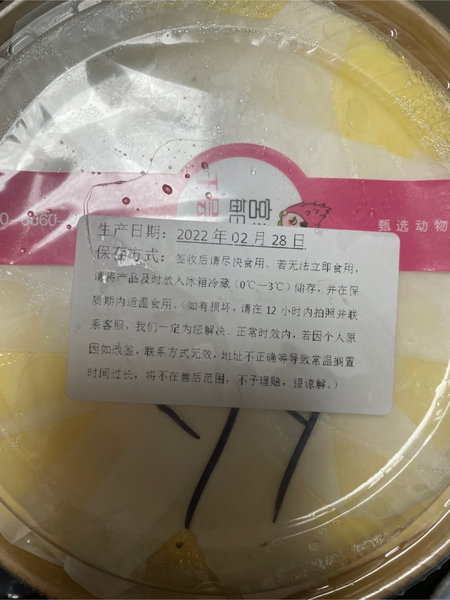 甄选动物
生产日期: 2022 年 02 月 28 日
保存方式: 签收后请尽快食用。若无法立即食用,
请将产品及时放入冰箱冷藏(0℃—3℃)储存,并在保
质期内适温食用。(如有损坏,请在 12 小时内拍照并联
系客服,我们一定为您解决。正常时效内,若因个人原
因如改签,联系方式无效,地址不正确等导致常温搁置
时间过长,将不在售后范围,不予理赔,望谅解。)